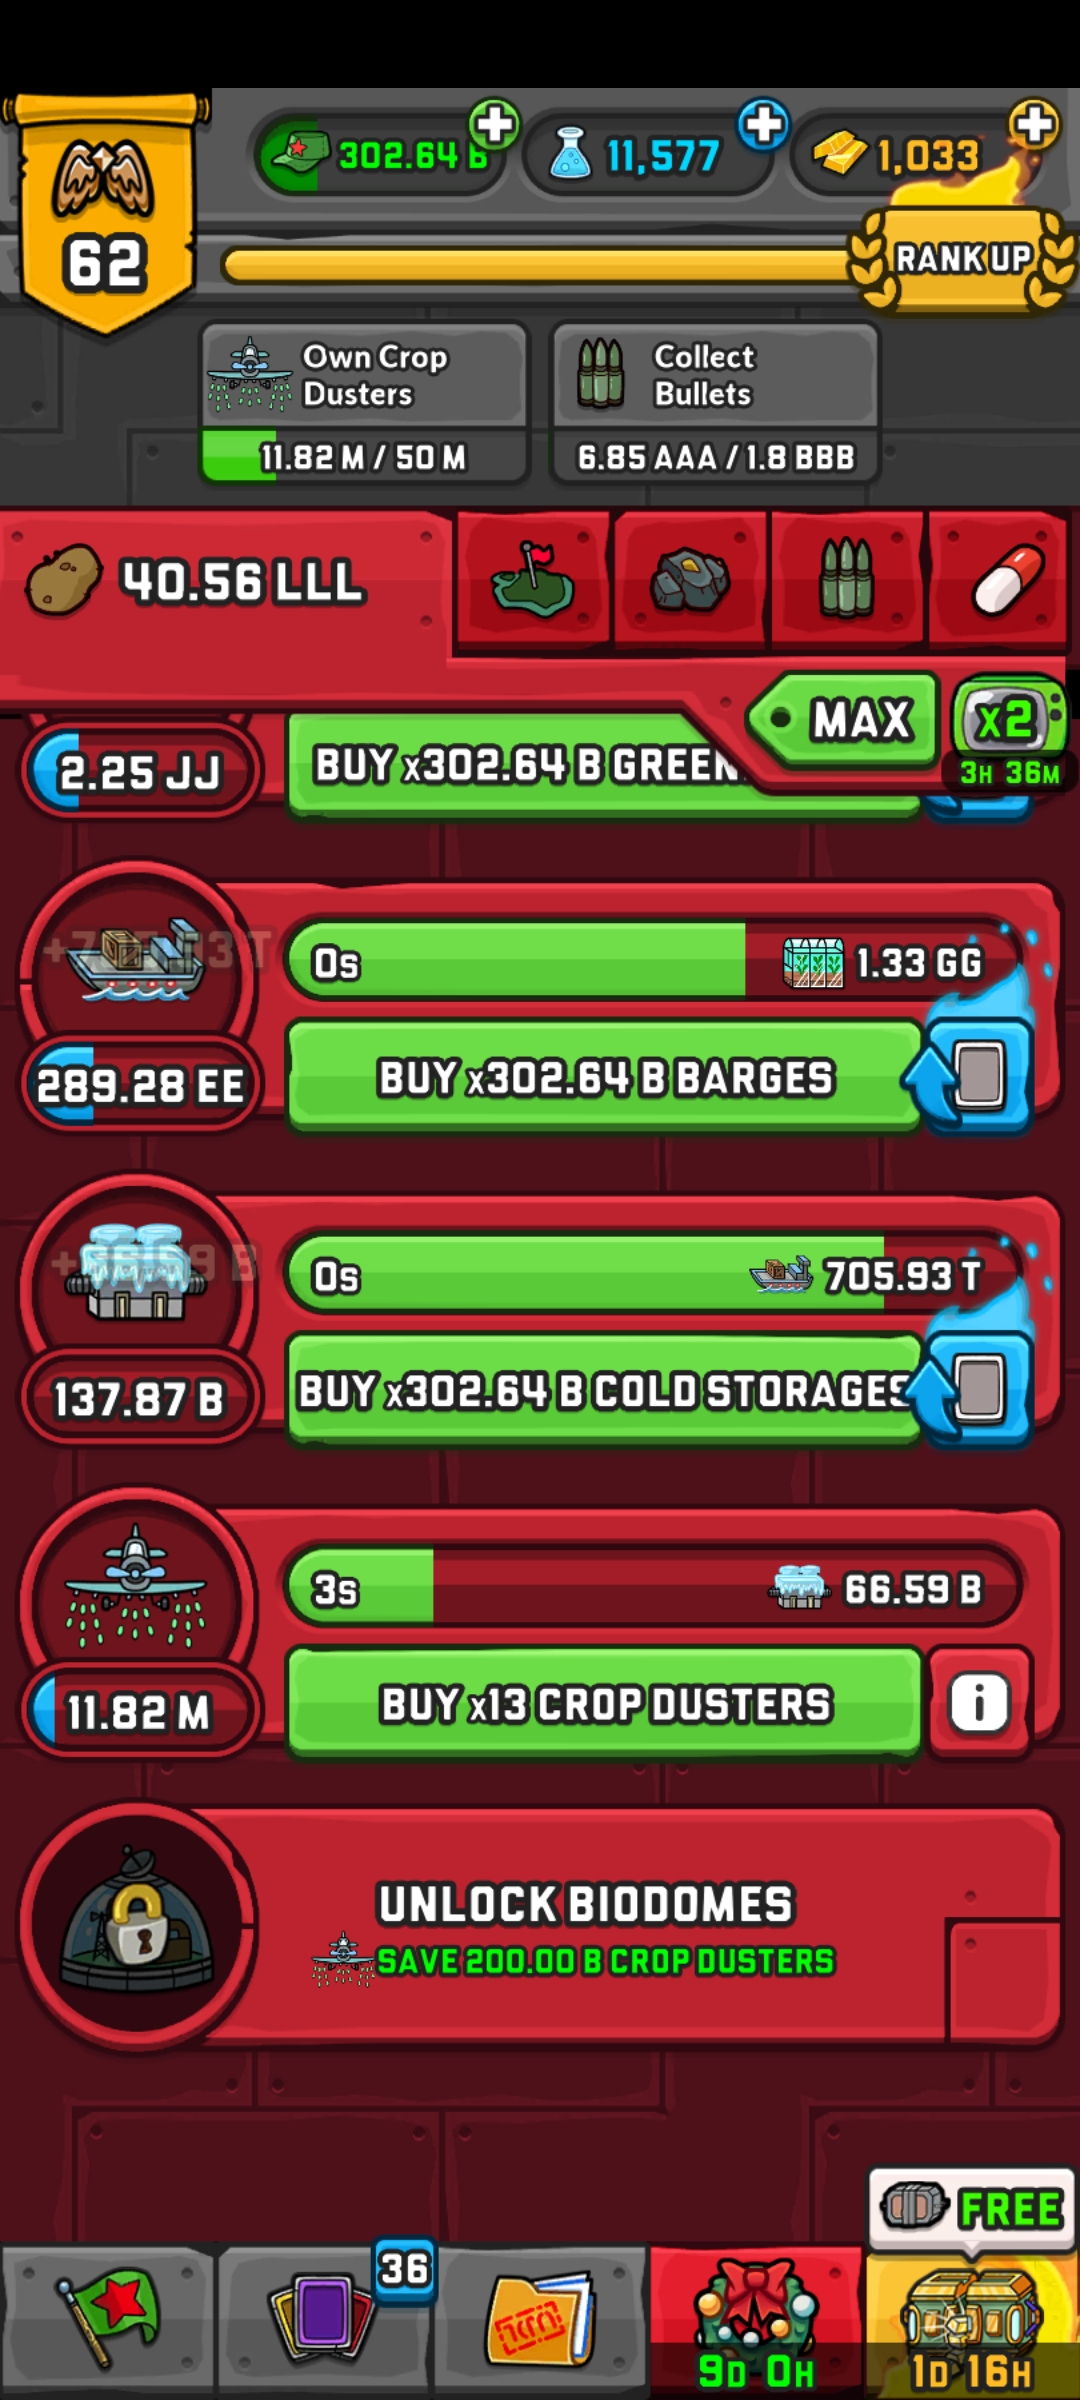 302.64 B
11,577
1,033
62
RANK UP
Own Crop
Dusters
11.82 M / 50 M
Collect
Bullets
6.85 AAA / 1.8 BBB
40.56 LLL
MAX
x2
3H 36M
2.25 JJ
BUY x302.64 B GREEN
0s
1.33 GG
289.28 EE
BUY x302.64 B BARGES
0s
705.93 T
137.87 B
BUY x302.64 B COLD STORAGES
3s
66.59 B
11.82 M
BUY x13 CROP DUSTERS
i
UNLOCK BIODOMES
SAVE 200.00 B CROP DUSTERS
FREE
36
9D 0H
1D 16H